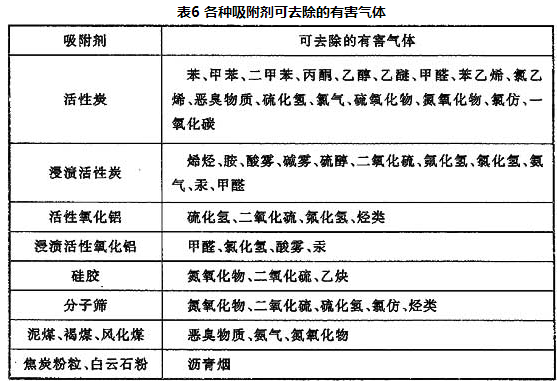 表6 各种吸附剂可去除的有害气体
吸附剂
可去除的有害气体
活性炭
苯、甲苯、二甲苯、丙酮、乙醇、乙醚、甲醛、苯乙烯、氯乙
烯、恶臭物质、硫化氢、氯气、硫氧化物、氮氧化物、氯仿、一
氧化碳
浸渍活性炭
烯烃、胺、酸雾、碱雾、硫醇、二氧化硫、氟化氢、氯化氢、氨
气、汞、甲醛
活性氧化铝
硫化氢、二氧化硫、氟化氢、烃类
浸渍活性氧化铝
甲醛、氯化氢、酸雾、汞
硅胶
氮氧化物、二氧化硫、乙炔
分子筛
氮氧化物、二氧化硫、硫化氢、氯仿、烃类
泥煤、褐煤、风化煤
恶臭物质、氨气、氮氧化物
焦炭粉粒、白云石粉
沥青烟